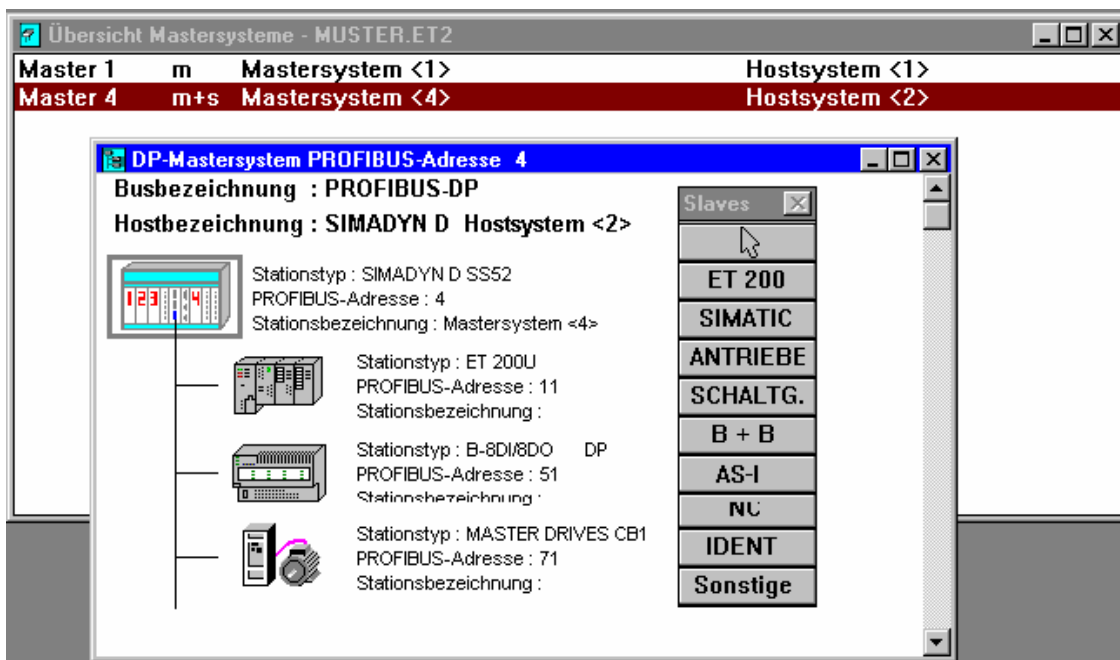 Übersicht Mastersysteme - MUSTER.ET2
Master 1 m Mastersystem <1> Hostsystem <1>
Master 4 m+s Mastersystem <4> Hostsystem <2>
DP-Mastersystem PROFIBUS-Adresse 4
Busbezeichnung : PROFIBUS-DP
Hostbezeichnung : SIMADYN D Hostsystem <2>
123 4
Stationstyp : SIMADYN D SS52
PROFIBUS-Adresse : 4
Stationsbezeichnung : Mastersystem <4>
Stationstyp : ET 200U
PROFIBUS-Adresse : 11
Stationsbezeichnung :
Stationstyp : B-8DI/8DO DP
PROFIBUS-Adresse : 51
Stationsbezeichnung :
Stationstyp : MASTER DRIVES CB1
PROFIBUS-Adresse : 71
Stationsbezeichnung :
Slaves
ET 200
SIMATIC
ANTRIEBE
SCHALTG.
B + B
AS-I
NC
IDENT
Sonstige